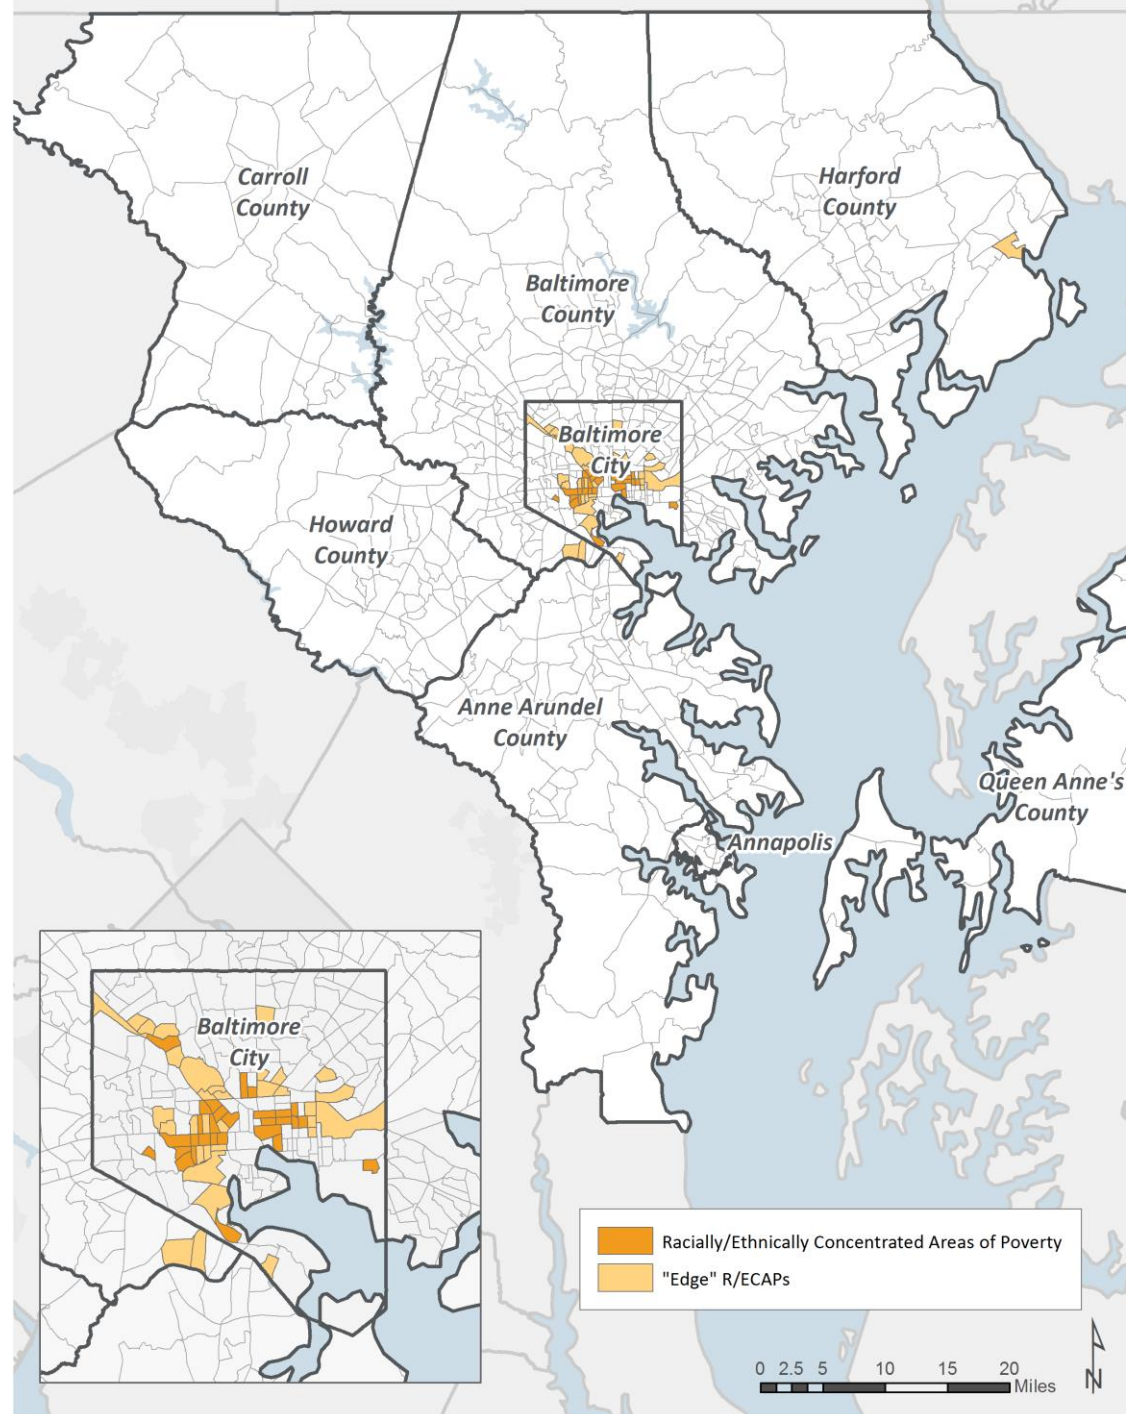 Carroll
County
Harford
County
Baltimore
County
Baltimore
City
Howard
County
Anne Arundel
County
Queen Anne's
County
Annapolis
Baltimore
City
Racially/Ethnically Concentrated Areas of Poverty
"Edge" R/ECAPs
0 2.5 5 10 15 20
Miles
N